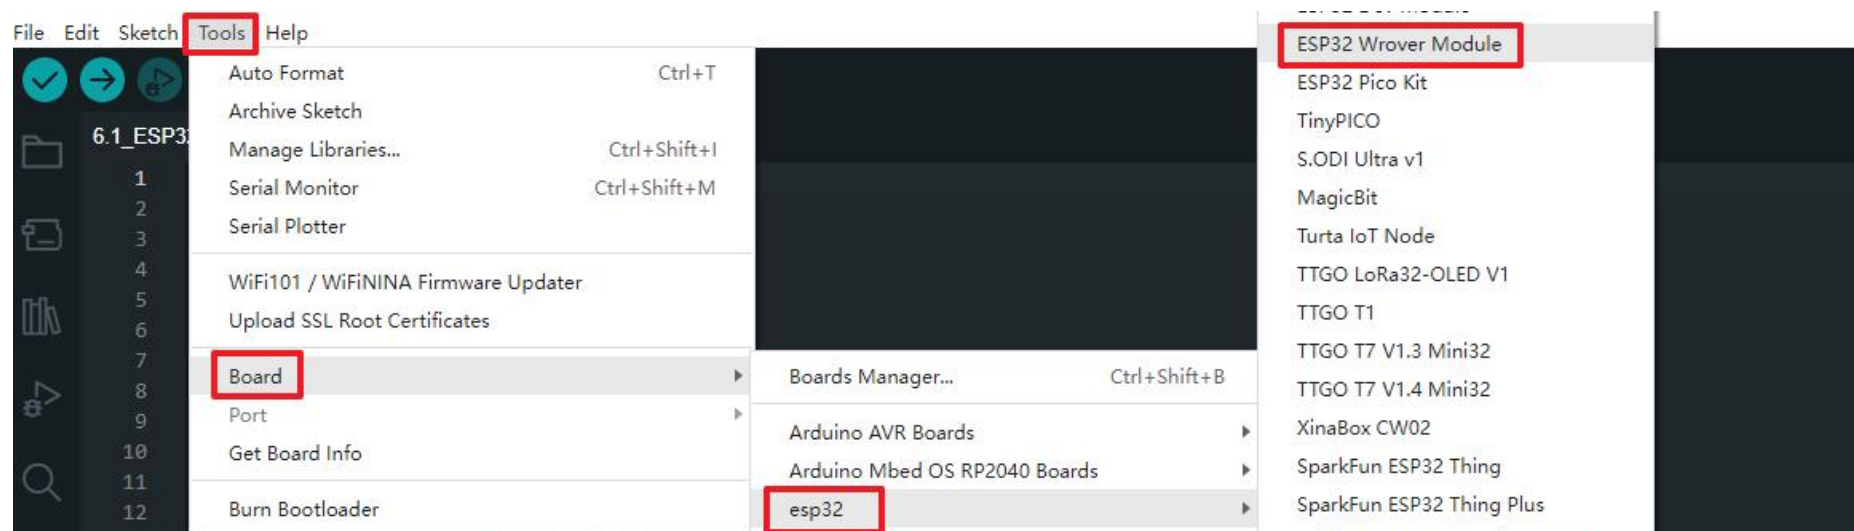 File Edit Sketch Tools Help
6.1_ESP3
1
2
3
4
5
6
7
8
9
10
11
12
Auto Format Ctrl+T
Archive Sketch
Manage Libraries... Ctrl+Shift+I
Serial Monitor Ctrl+Shift+M
Serial Plotter
WiFi101 / WiFiNINA Firmware Updater
Upload SSL Root Certificates
Board
Port
Get Board Info
Burn Bootloader
Boards Manager... Ctrl+Shift+B
Arduino AVR Boards
Arduino Mbed OS RP2040 Boards
esp32
ESP32 Wrover Module
ESP32 Pico Kit
TinyPICO
S.ODI Ultra v1
MagicBit
Turta IoT Node
TTGO LoRa32-OLED V1
TTGO T1
TTGO T7 V1.3 Mini32
TTGO T7 V1.4 Mini32
XinaBox CW02
SparkFun ESP32 Thing
SparkFun ESP32 Thing Plus